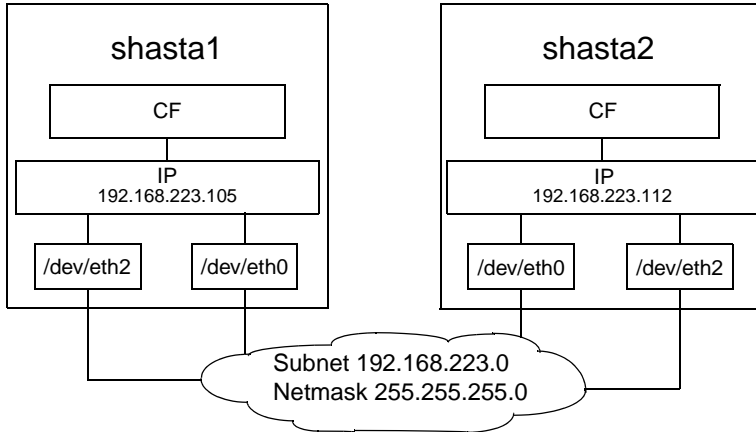 shasta1
CF
IP
192.168.223.105
/dev/eth2
/dev/eth0
shasta2
CF
IP
192.168.223.112
/dev/eth0
/dev/eth2
Subnet 192.168.223.0
Netmask 255.255.255.0